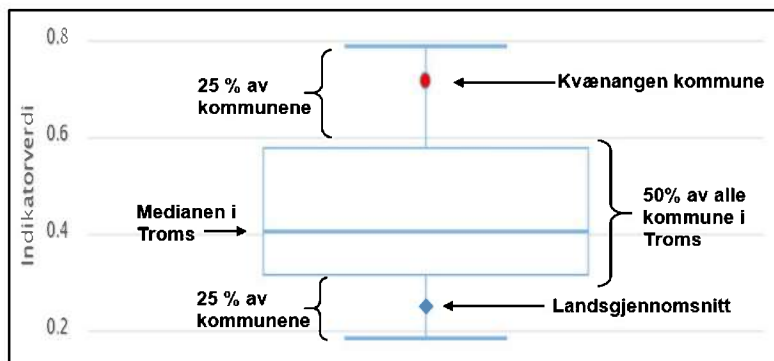 0.8
25 % av
kommunene
Kvænangen kommune
0.6
Indikatorverdi
50% av alle
kommune i
Troms
Medianen i
Troms
0.4
25 % av
kommunene
Landsgjennomsnitt
0.2